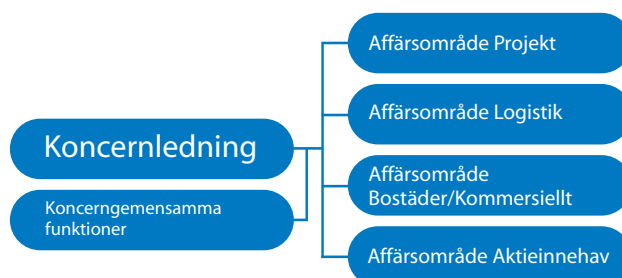 Koncernledning
Koncerngemensamma
funktioner
Affärsområde Projekt
Affärsområde Logistik
Affärsområde
Bostäder/Kommersiellt
Affärsområde Aktieinnehav